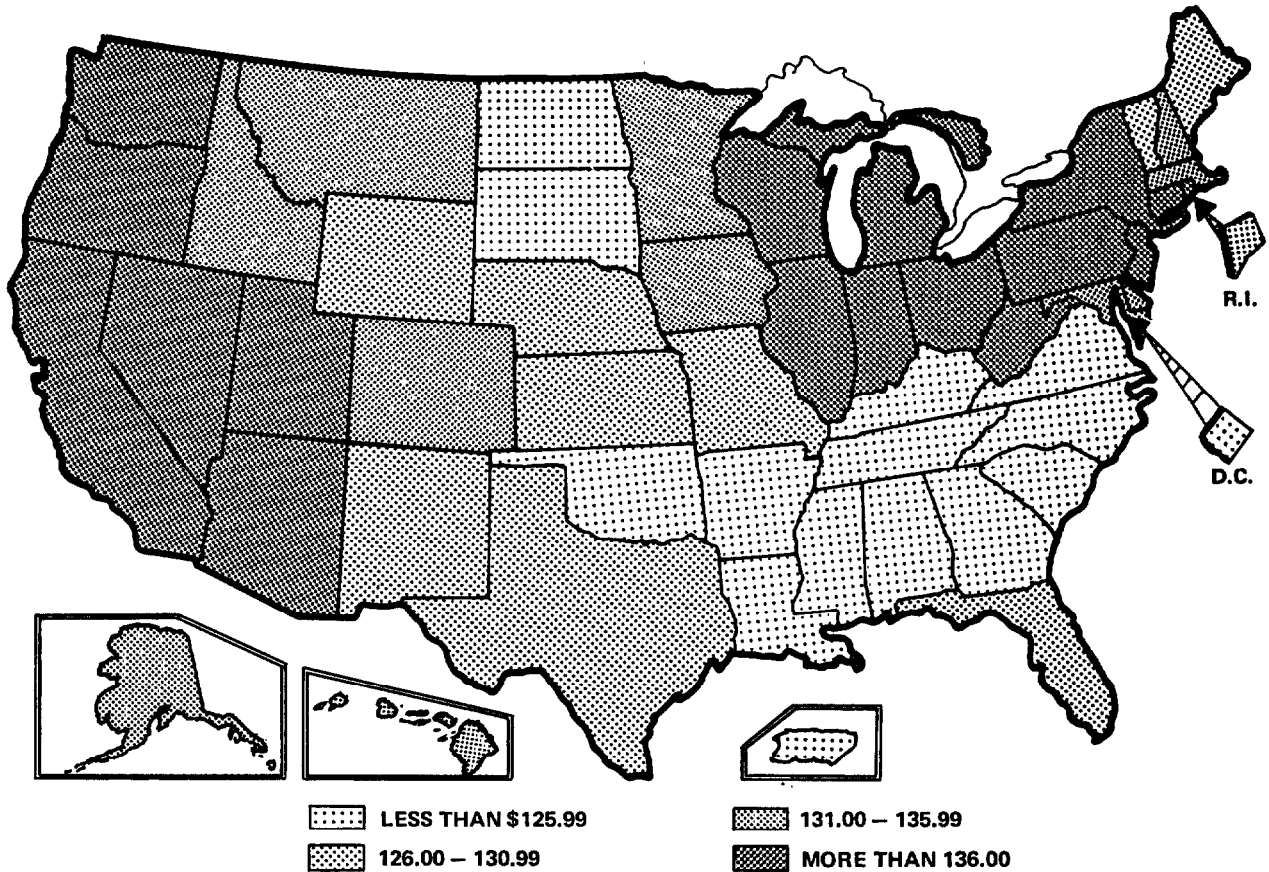 R.I.
D.C.
LESS THAN $125.99
126.00 – 130.99
131.00 – 135.99
MORE THAN 136.00